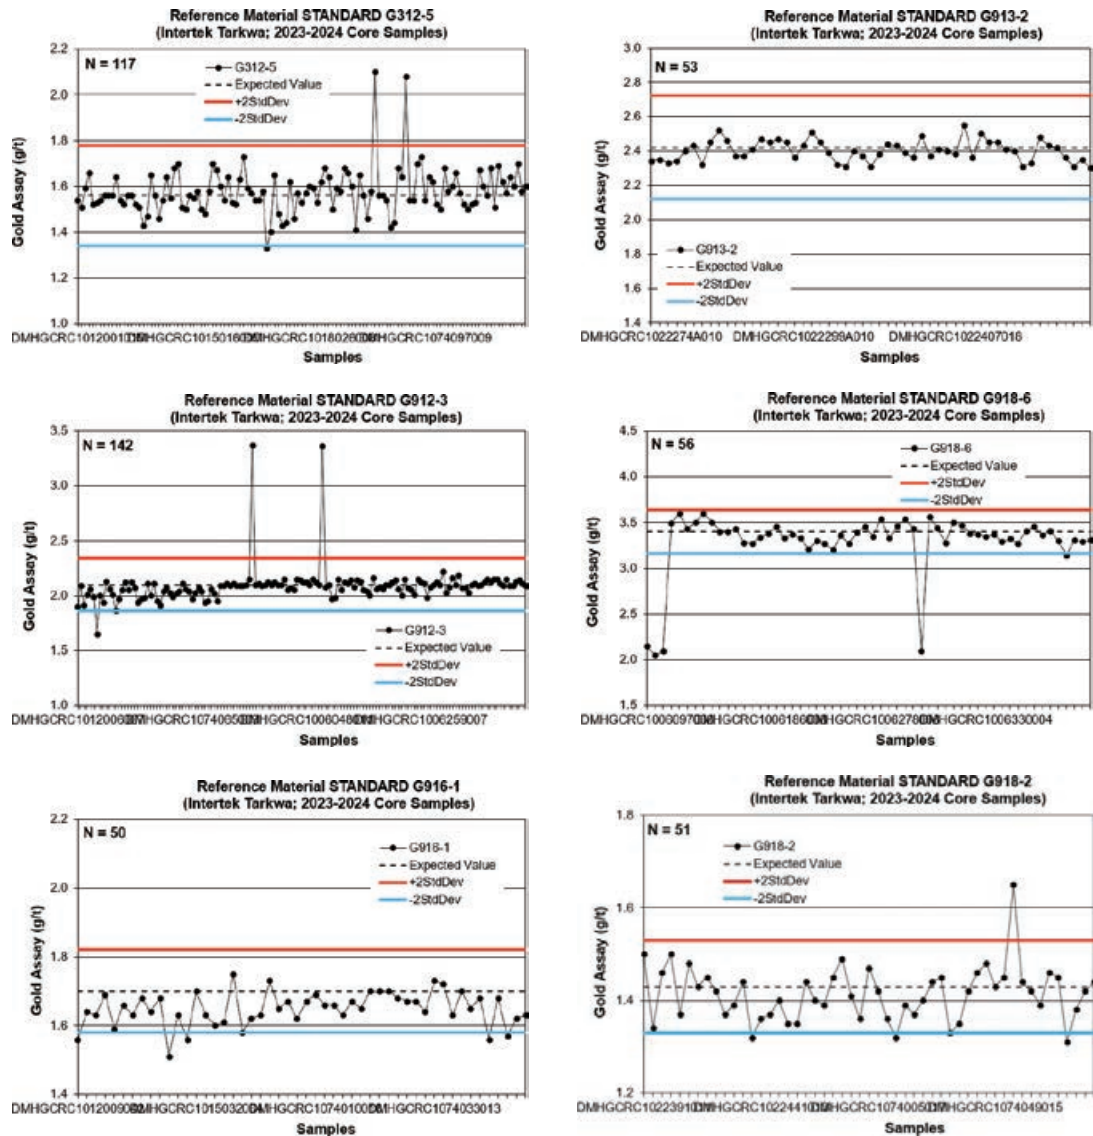 Reference Material STANDARD G312-5
(Intertek Tarkwa; 2023-2024 Core Samples)
N = 117
G312-5
Expected Value
+2StdDev
-2StdDev
Gold Assay (g/t)
2.2
2.0
1.8
1.6
1.4
1.2
1.0
Samples
Reference Material STANDARD G913-2
(Intertek Tarkwa; 2023-2024 Core Samples)
N = 53
G913-2
Expected Value
+2StdDev
-2StdDev
Gold Assay (g/t)
3.0
2.8
2.6
2.4
2.2
2.0
1.8
1.6
1.4
DMHGCRC1022274A010 DMHGCRC1022299A010 DMHGCRC1022407016
Samples
Reference Material STANDARD G912-3
(Intertek Tarkwa; 2023-2024 Core Samples)
N = 142
G912-3
Expected Value
+2StdDev
-2StdDev
Gold Assay (g/t)
3.5
3.0
2.5
2.0
1.5
1.0
Samples
Reference Material STANDARD G918-6
(Intertek Tarkwa; 2023-2024 Core Samples)
N = 56
G918-6
Expected Value
+2StdDev
-2StdDev
Gold Assay (g/t)
4.5
4.0
3.5
3.0
2.5
2.0
1.5
Samples
Reference Material STANDARD G916-1
(Intertek Tarkwa; 2023-2024 Core Samples)
N = 50
G916-1
Expected Value
+2StdDev
-2StdDev
Gold Assay (g/t)
2.2
2.0
1.8
1.6
1.4
Samples
Reference Material STANDARD G918-2
(Intertek Tarkwa; 2023-2024 Core Samples)
N = 51
G918-2
Expected Value
+2StdDev
-2StdDev
Gold Assay (g/t)
1.8
1.6
1.4
1.2
Samples